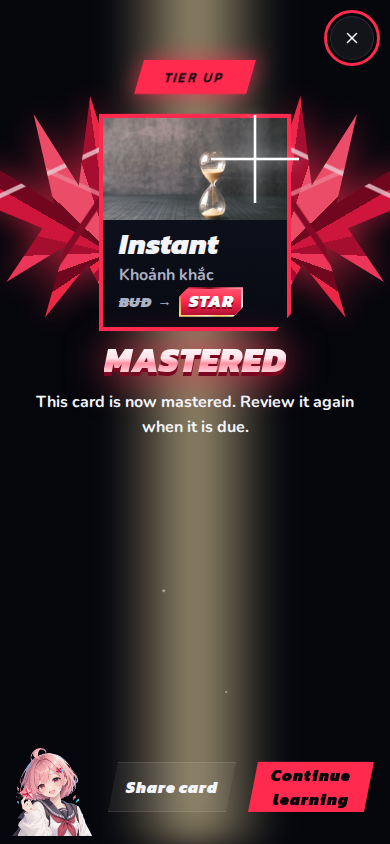 TIER UP
Instant
Khoảnh khắc
BUD → STAR
MASTERED
This card is now mastered. Review it again
when it is due.
Share card
Continue
learning